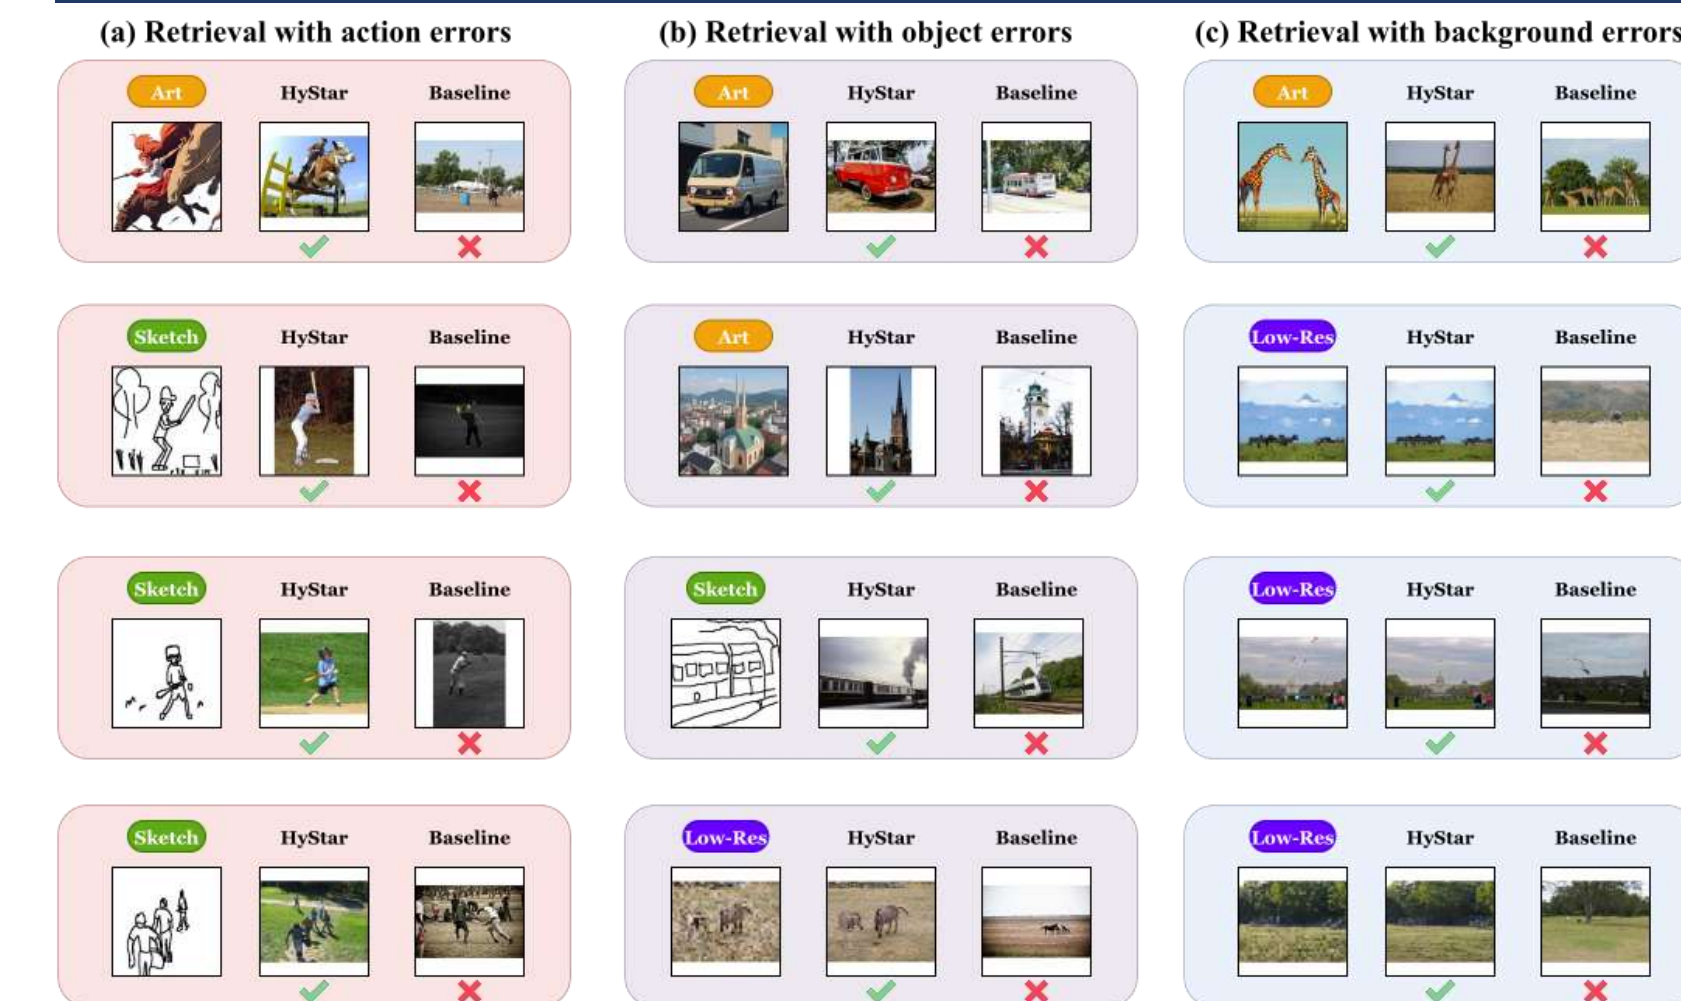 (a) Retrieval with action errors
(b) Retrieval with object errors
(c) Retrieval with background errors
Art HyStar Baseline
Art HyStar Baseline
Art HyStar Baseline
Sketch HyStar Baseline
Art HyStar Baseline
Low-Res HyStar Baseline
Sketch HyStar Baseline
Sketch HyStar Baseline
Low-Res HyStar Baseline
Sketch HyStar Baseline
Low-Res HyStar Baseline
Low-Res HyStar Baseline